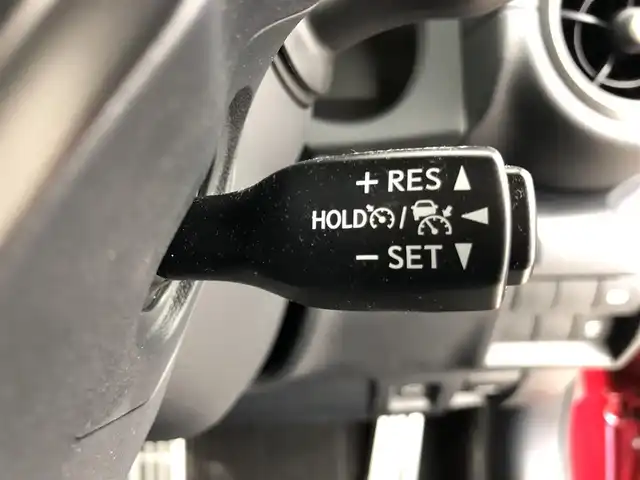 + RES
HOLD /
− SET